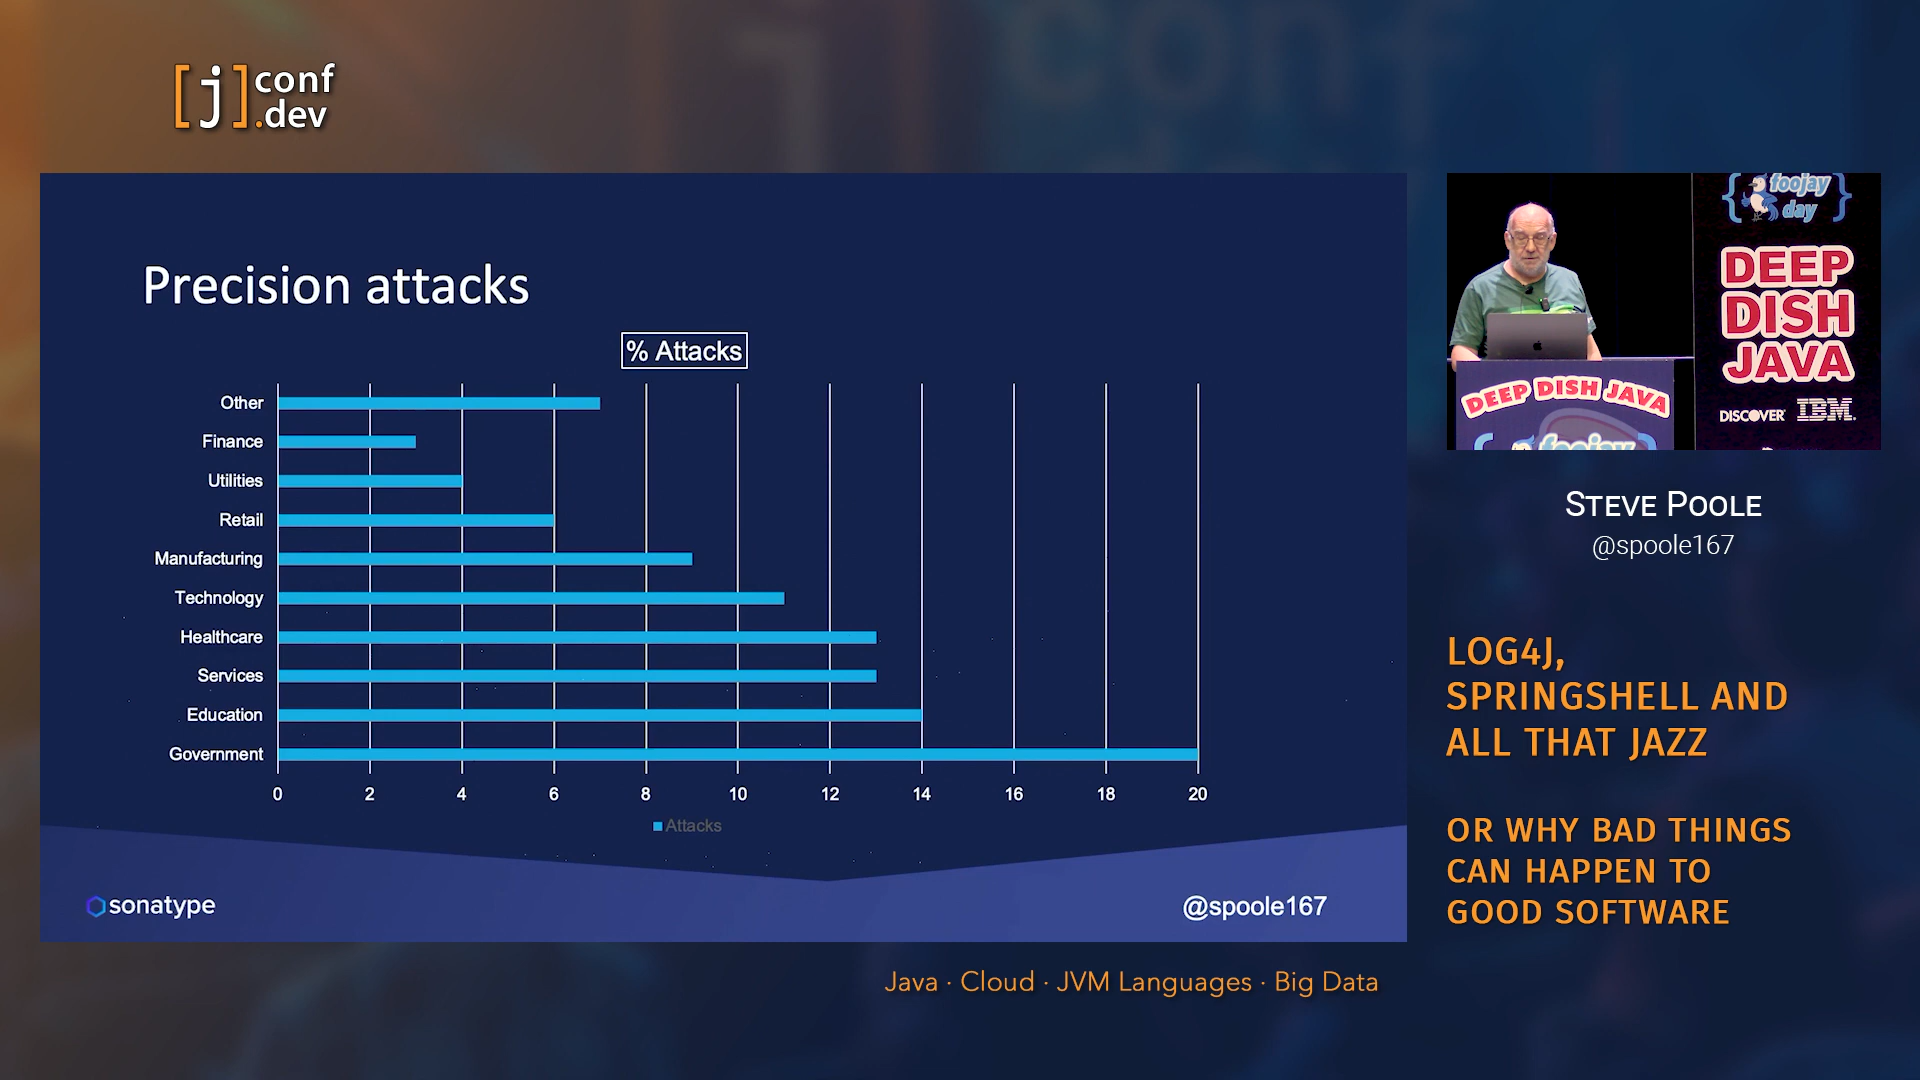 [j]conf
.dev
Precision attacks
% Attacks
Other
Finance
Utilities
Retail
Manufacturing
Technology
Healthcare
Services
Education
Government
0 2 4 6 8 10 12 14 16 18 20
Attacks
sonatype
@spoole167
{foojay
day}
DEEP
DISH
JAVA
DISCOVER IBM.
DEEP DISH JAVA
{ foojay
STEVE POOLE
@spoole167
LOG4J,
SPRINGSHELL AND
ALL THAT JAZZ
OR WHY BAD THINGS
CAN HAPPEN TO
GOOD SOFTWARE
Java · Cloud · JVM Languages · Big Data